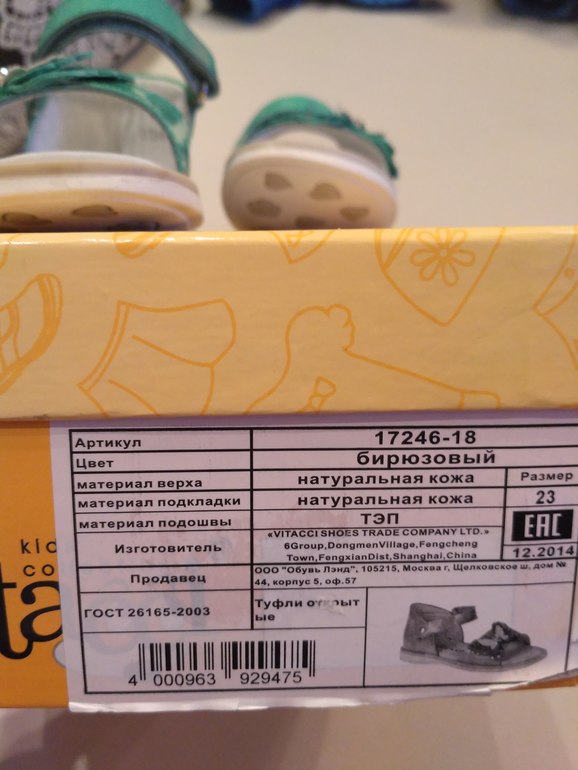 Артикул 17246-18
Цвет бирюзовый
материал верха натуральная кожа Размер
материал подкладки натуральная кожа 23
материал подошвы ТЭП EAC
Изготовитель «VITACCI SHOES TRADE COMPANY LTD.»
6Group,DongmenVillage,Fengcheng
Town,FengxianDist,Shanghai,China 12.2014
Продавец ООО "Обувь Лэнд", 105215, Москва г, Щелковское ш, дом №
44, корпус 5, оф.57
ГОСТ 26165-2003 Туфли открыт
ые
4 000963 929475